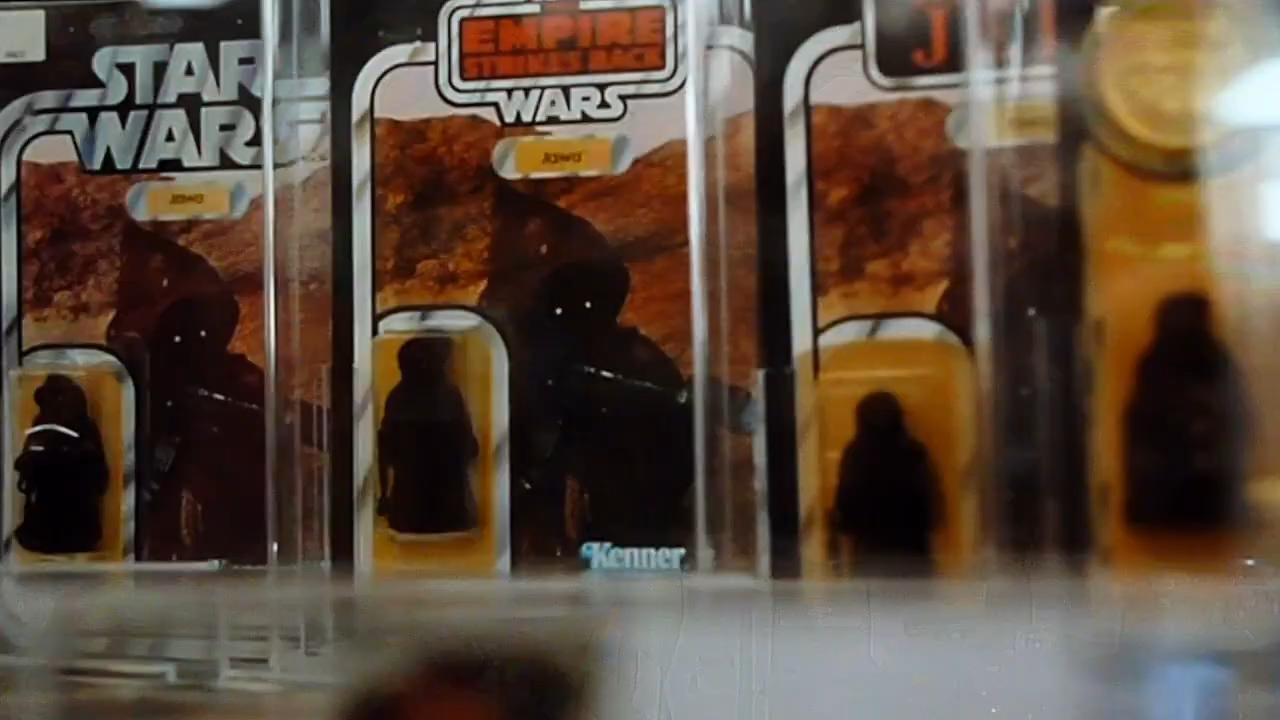 STAR
WARS
Jawa
EMPIRE
STRIKES BACK
WARS
Jawa
Kenner
J